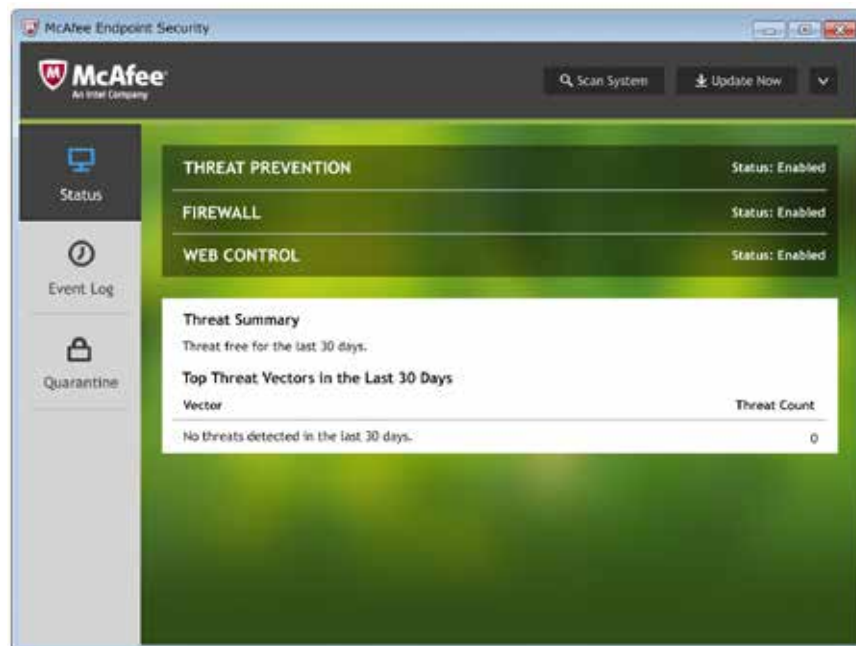 McAfee Endpoint Security
McAfee
An Intel Company
Scan System
Update Now
Status
THREAT PREVENTION Status: Enabled
FIREWALL Status: Enabled
WEB CONTROL Status: Enabled
Event Log
Quarantine
Threat Summary
Threat free for the last 30 days.
Top Threat Vectors in the Last 30 Days
Vector Threat Count
No threats detected in the last 30 days. 0